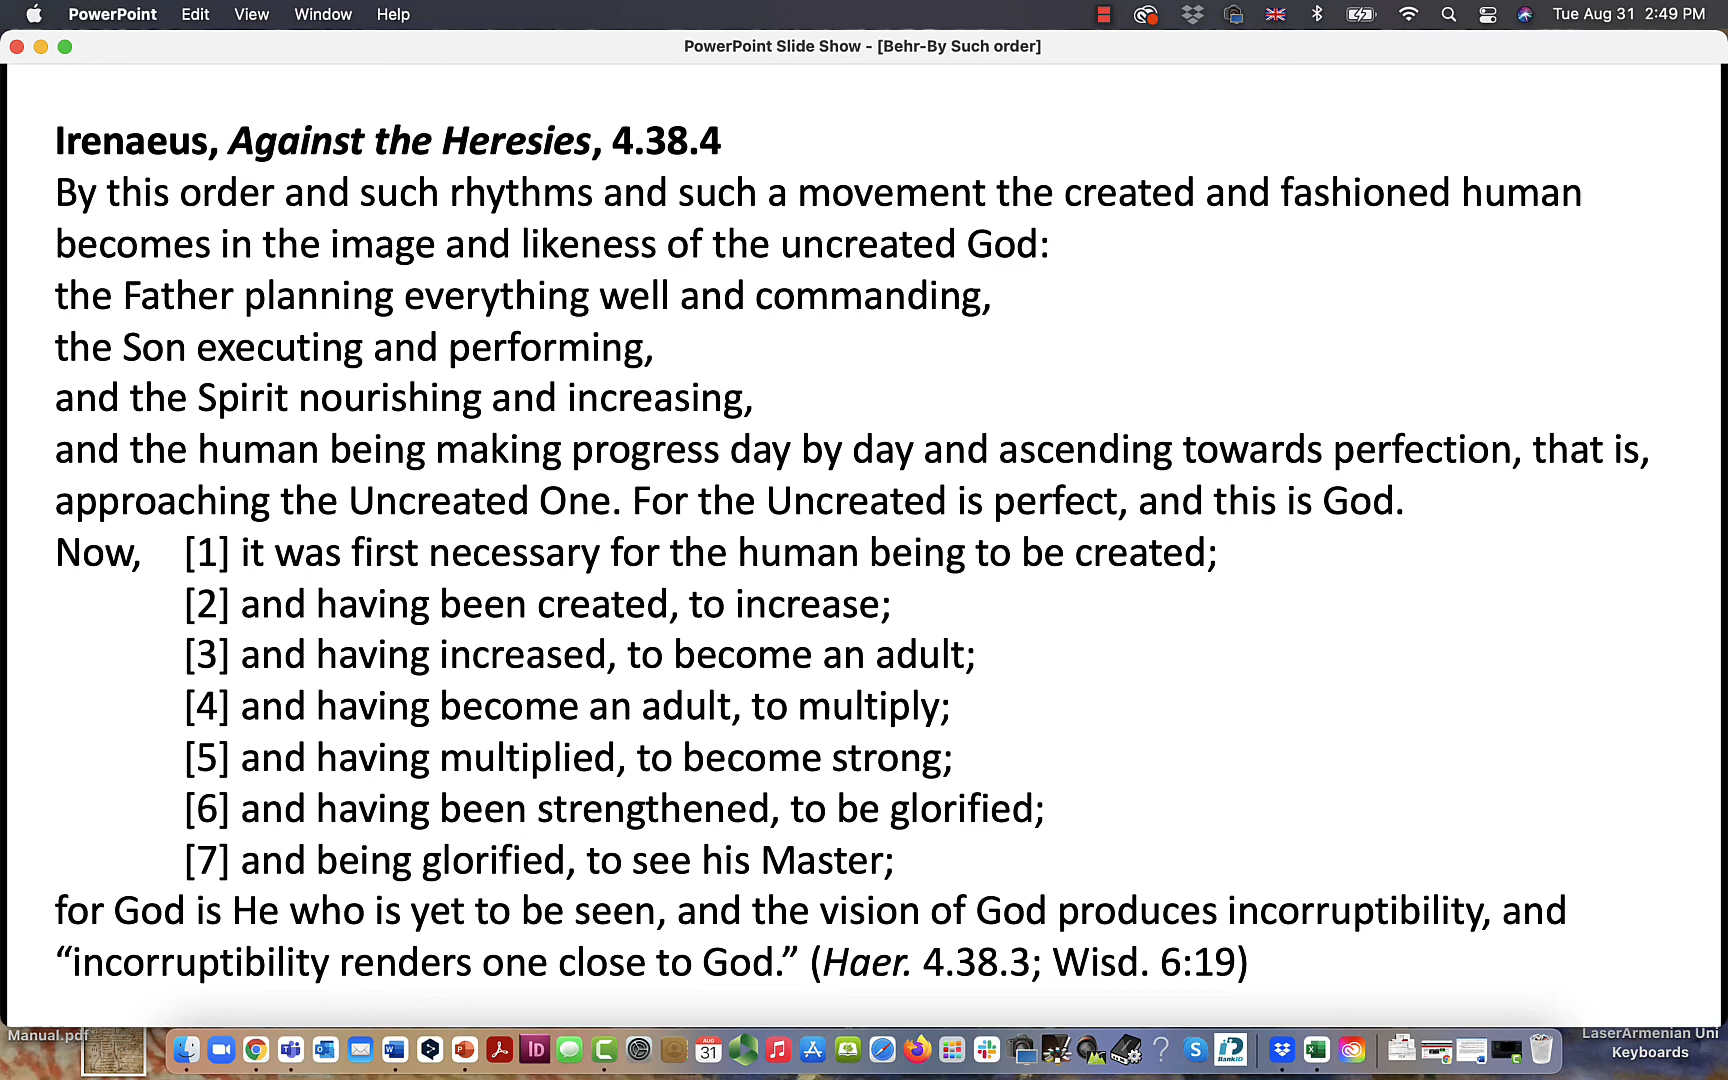 PowerPoint Edit View Window Help Tue Aug 31 2:49 PM
PowerPoint Slide Show - [Behr-By Such order]
Irenaeus, Against the Heresies, 4.38.4
By this order and such rhythms and such a movement the created and fashioned human
becomes in the image and likeness of the uncreated God:
the Father planning everything well and commanding,
the Son executing and performing,
and the Spirit nourishing and increasing,
and the human being making progress day by day and ascending towards perfection, that is,
approaching the Uncreated One. For the Uncreated is perfect, and this is God.
Now, [1] it was first necessary for the human being to be created;
[2] and having been created, to increase;
[3] and having increased, to become an adult;
[4] and having become an adult, to multiply;
[5] and having multiplied, to become strong;
[6] and having been strengthened, to be glorified;
[7] and being glorified, to see his Master;
for God is He who is yet to be seen, and the vision of God produces incorruptibility, and
“incorruptibility renders one close to God.” (Haer. 4.38.3; Wisd. 6:19)
Manual.pdf
LaserArmenian Uni
Keyboards
AUG
31
ID
BankID